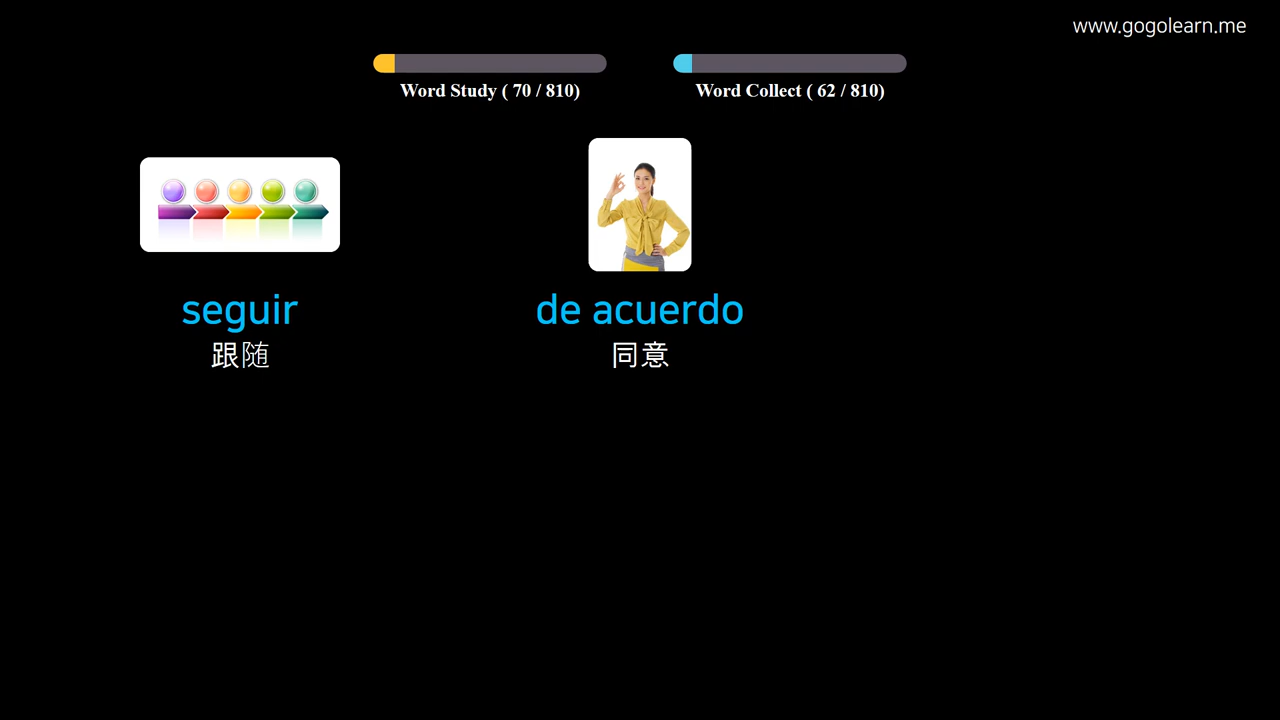 www.gogolearn.me
Word Study ( 70 / 810)
Word Collect ( 62 / 810)
seguir
de acuerdo
跟随
同意